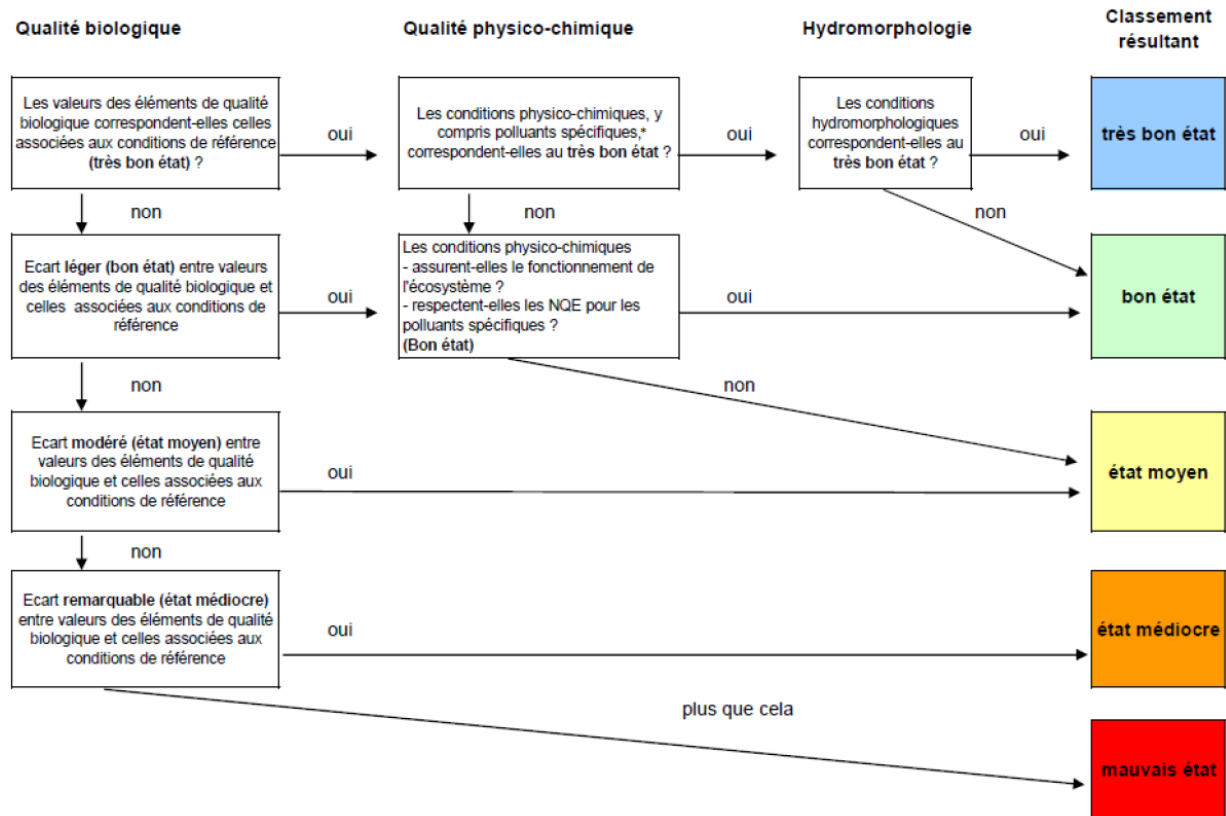 Qualité biologique
Qualité physico-chimique
Hydromorphologie
Classement
résultant
Les valeurs des éléments de qualité
biologique correspondent-elles celles
associées aux conditions de référence
(très bon état) ?
oui
Les conditions physico-chimiques, y
compris polluants spécifiques,*
correspondent-elles au très bon état ?
oui
Les conditions
hydromorphologiques
correspondent-elles au
très bon état ?
oui
très bon état
non
non
non
Ecart léger (bon état) entre valeurs
des éléments de qualité biologique et
celles associées aux conditions de
référence
oui
Les conditions physico-chimiques
- assurent-elles le fonctionnement de
l'écosystème ?
- respectent-elles les NQE pour les
polluants spécifiques ?
(Bon état)
oui
bon état
non
non
Ecart modéré (état moyen) entre
valeurs des éléments de qualité
biologique et celles associées aux
conditions de référence
oui
état moyen
non
Ecart remarquable (état médiocre)
entre valeurs des éléments de qualité
biologique et celles associées aux
conditions de référence
oui
état médiocre
plus que cela
mauvais état